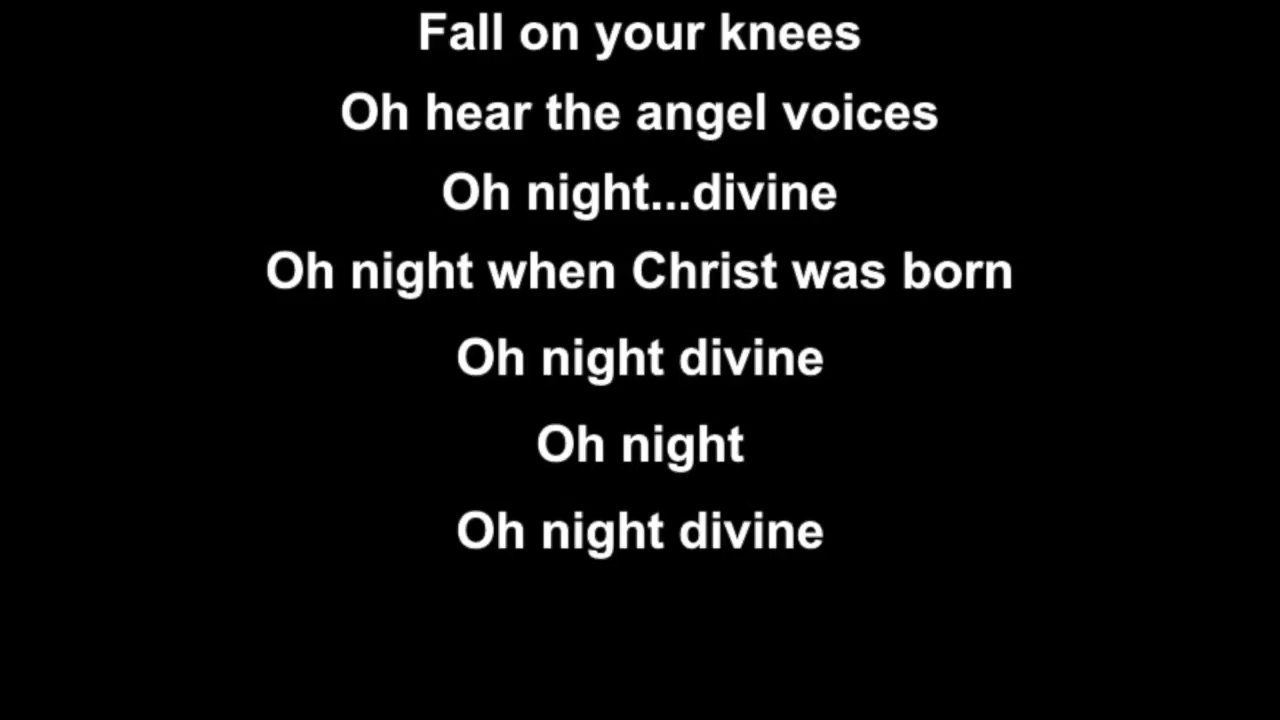 Fall on your knees
Oh hear the angel voices
Oh night...divine
Oh night when Christ was born
Oh night divine
Oh night
Oh night divine